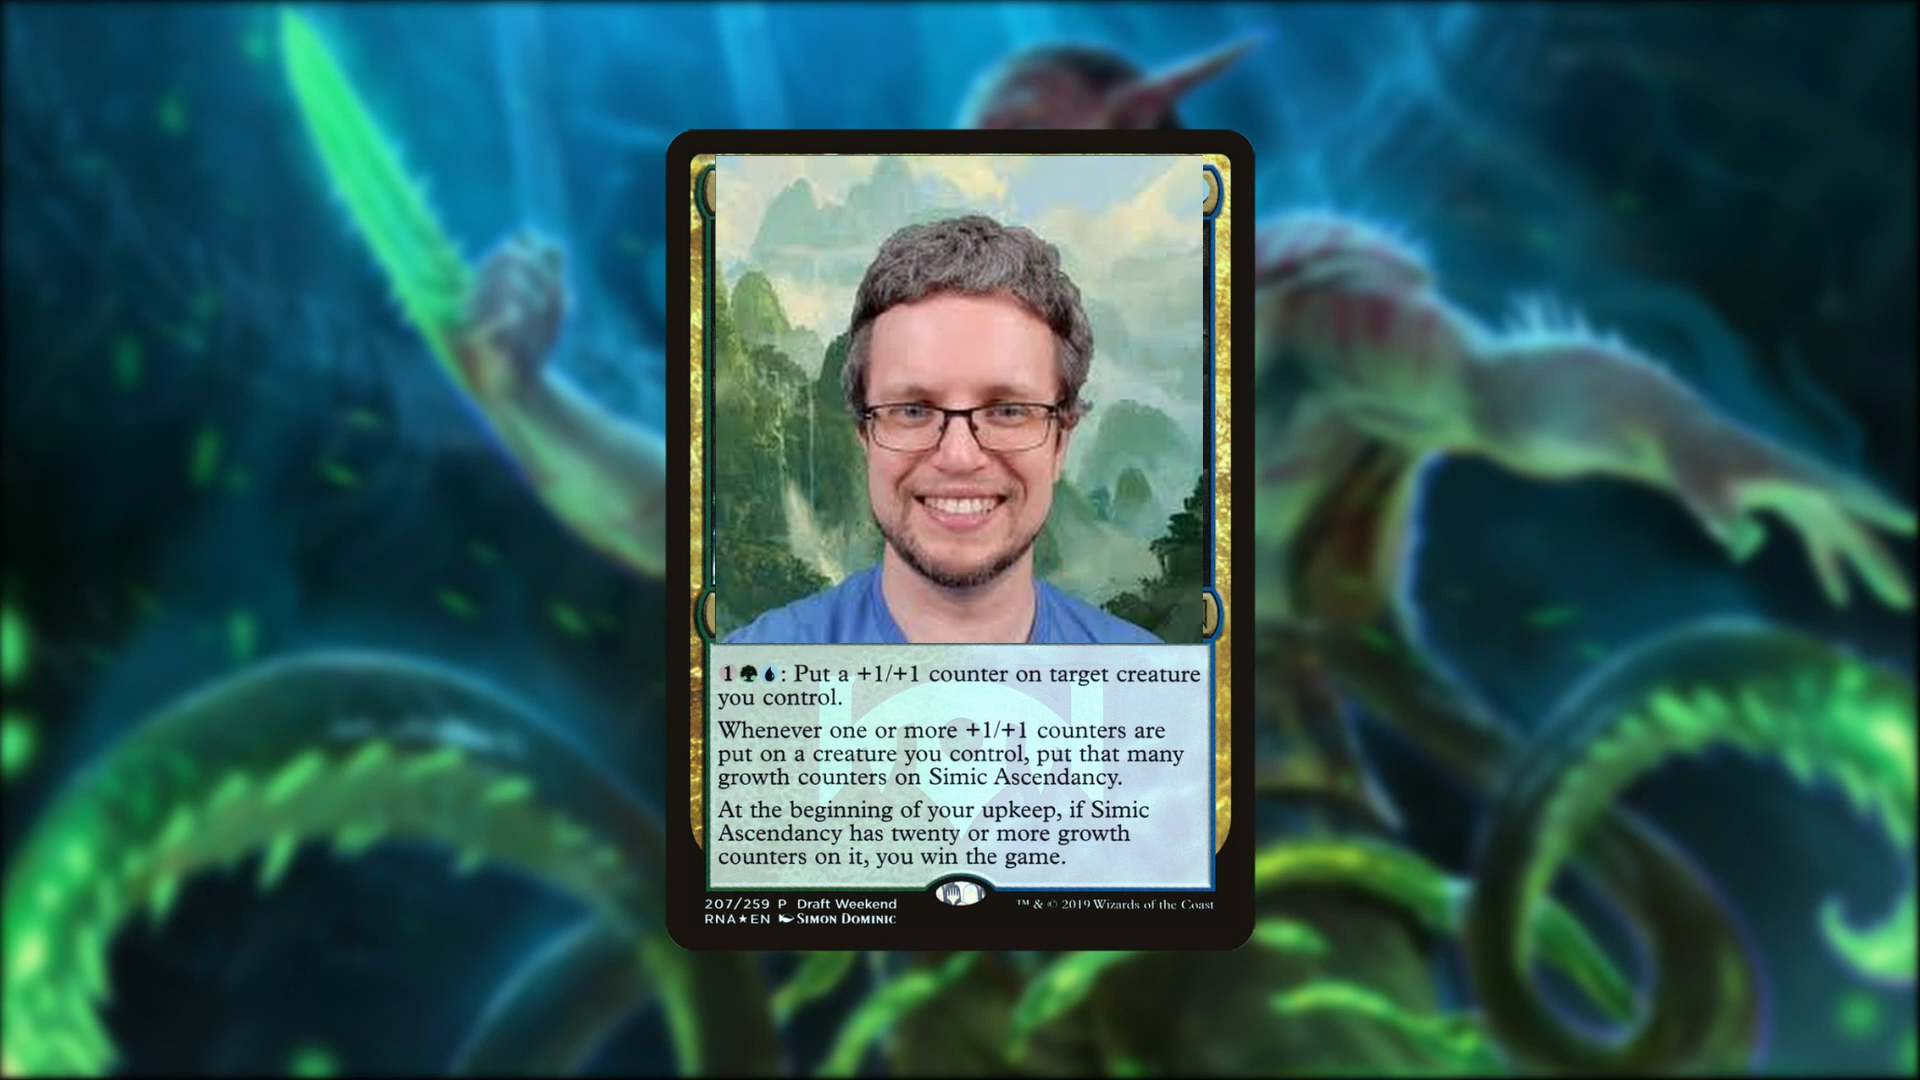 1: Put a +1/+1 counter on target creature
you control.
Whenever one or more +1/+1 counters are
put on a creature you control, put that many
growth counters on Simic Ascendancy.
At the beginning of your upkeep, if Simic
Ascendancy has twenty or more growth
counters on it, you win the game.
207/259 P Draft Weekend
RNA★EN SIMON DOMINIC
™ & © 2019 Wizards of the Coast